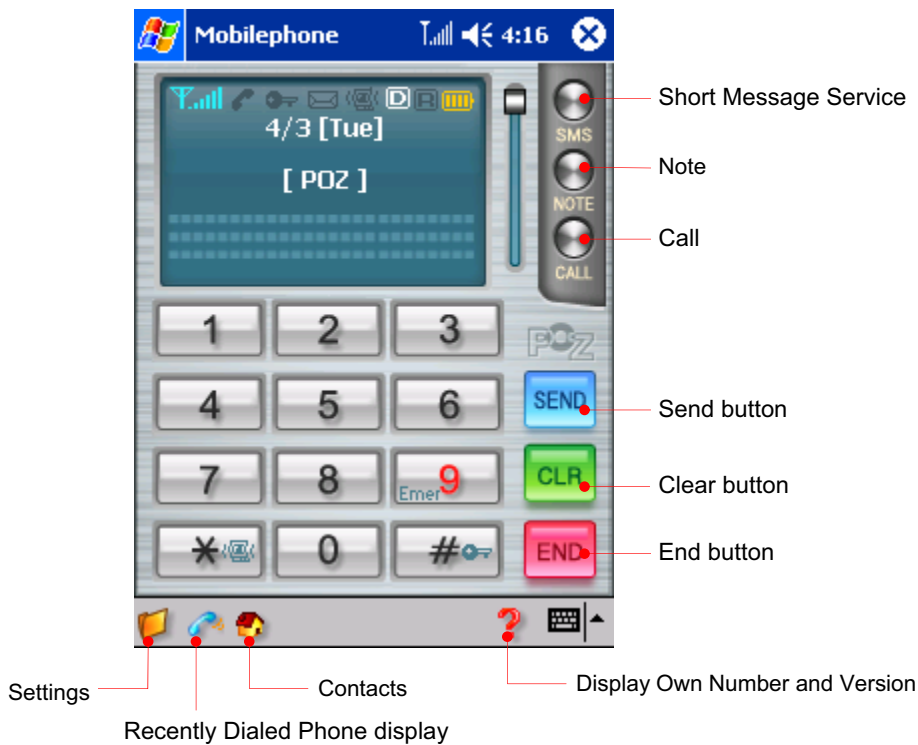 Mobilephone 4:16
D R
4/3 [Tue]
[ POZ ]
SMS
NOTE
CALL
Short Message Service
Note
Call
1 2 3
POZ
4 5 6 SEND
Send button
7 8 Emer 9 CLR
Clear button
* 0 # END
End button
Settings
Contacts
Display Own Number and Version
Recently Dialed Phone display